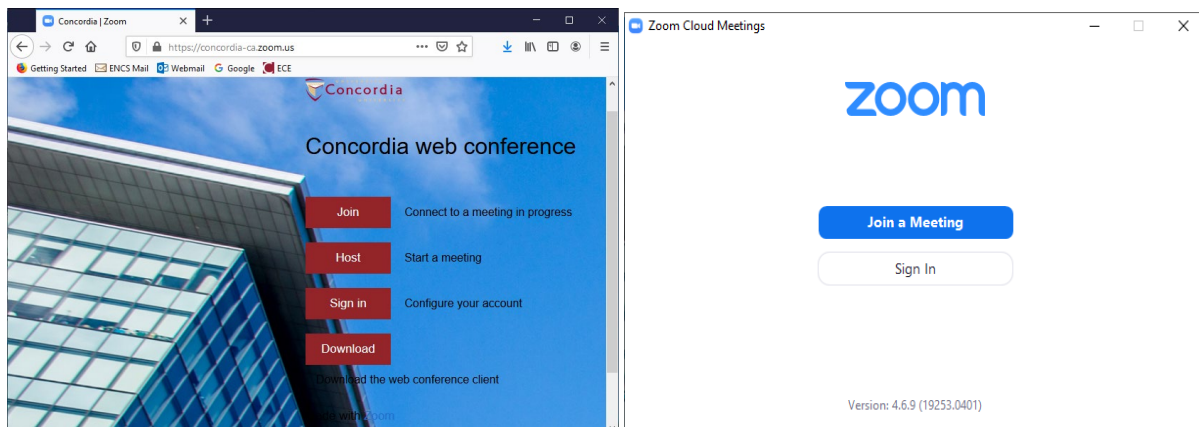 Concordia | Zoom
https://concordia-ca.zoom.us
Getting Started ENCS Mail Webmail Google ECE
Concordia
Concordia web conference
Join Connect to a meeting in progress
Host Start a meeting
Sign in Configure your account
Download
Download the web conference client
with zoom
Zoom Cloud Meetings
zoom
Join a Meeting
Sign In
Version: 4.6.9 (19253.0401)